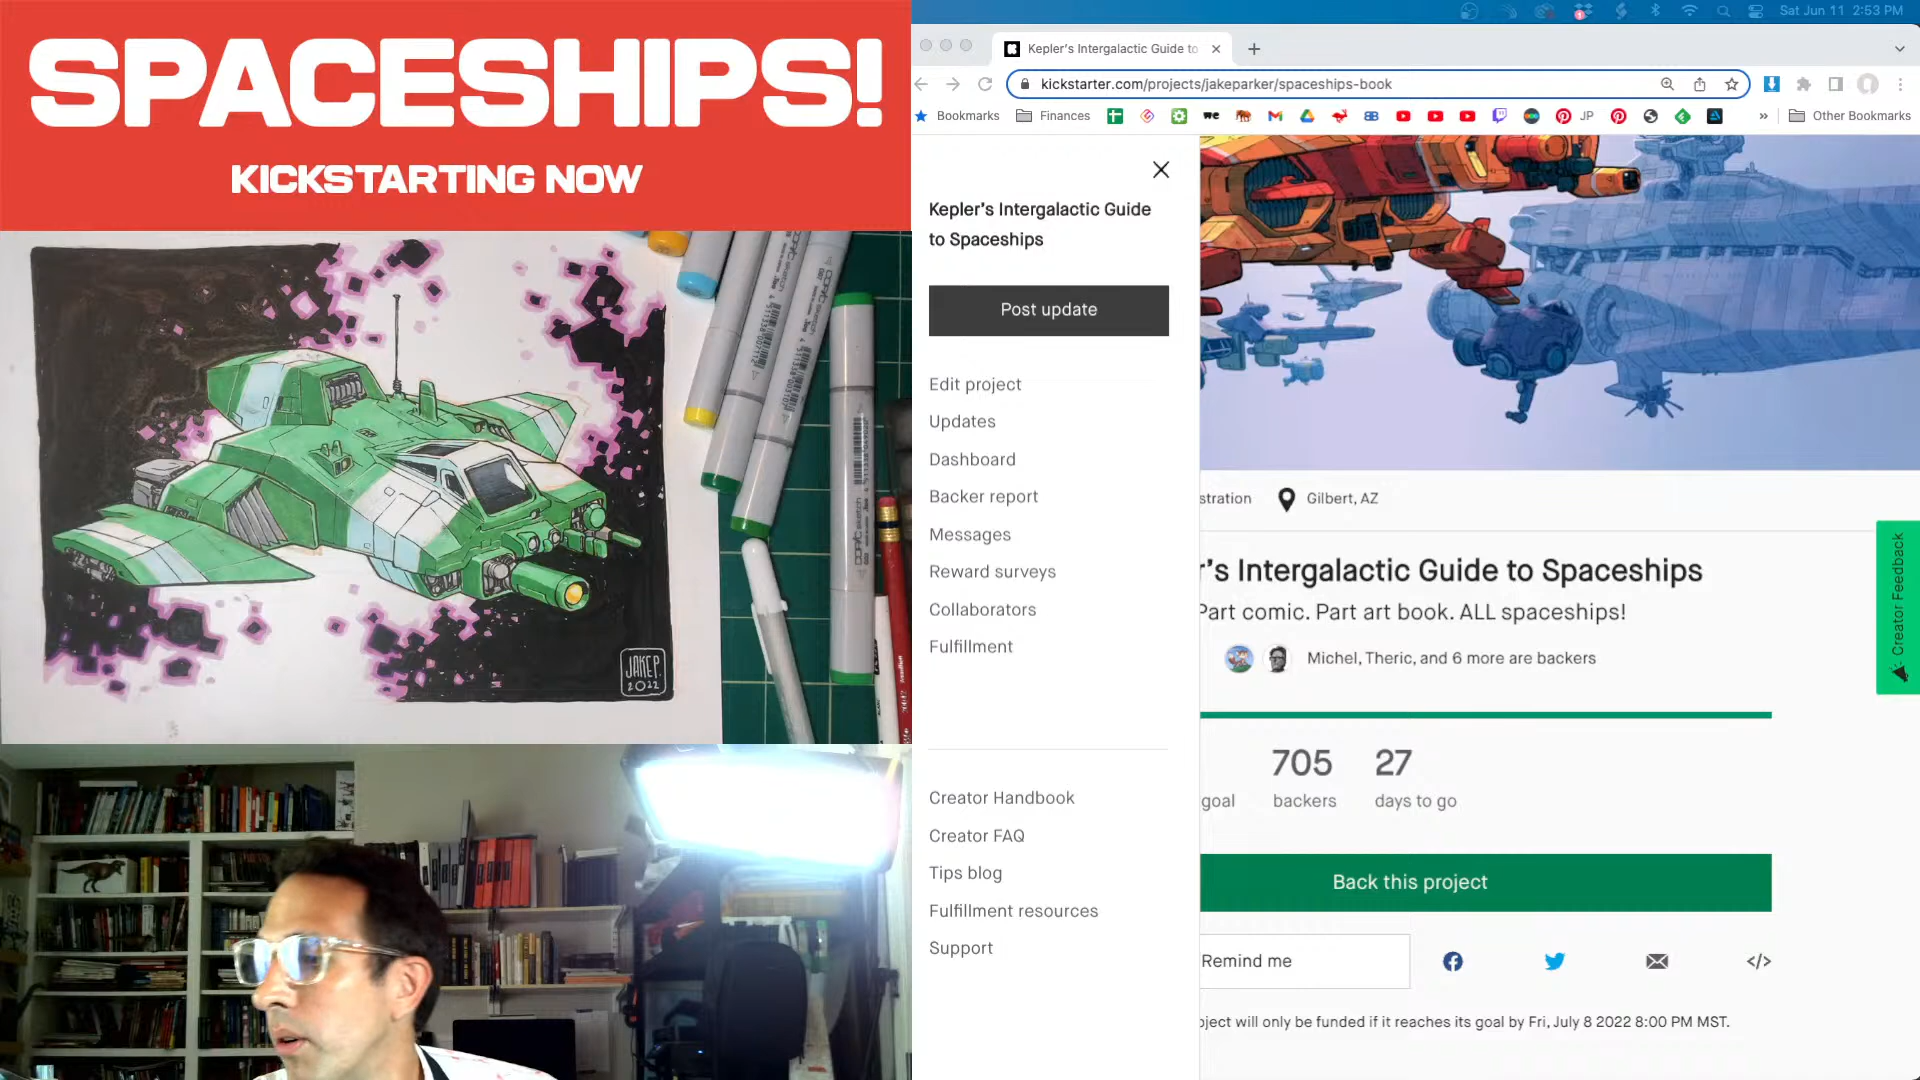 SPACESHIPS!
KICKSTARTING NOW
JAKEP.
2022
Sat Jun 11 2:53 PM
Kepler's Intergalactic Guide to
kickstarter.com/projects/jakeparker/spaceships-book
Bookmarks
Finances
JP
Other Bookmarks
Kepler's Intergalactic Guide
to Spaceships
Post update
Edit project
Updates
Dashboard
Backer report
Messages
Reward surveys
Collaborators
Fulfillment
Creator Handbook
Creator FAQ
Tips blog
Fulfillment resources
Support
stration
Gilbert, AZ
r's Intergalactic Guide to Spaceships
Part comic. Part art book. ALL spaceships!
Michel, Theric, and 6 more are backers
705 27
goal backers days to go
Back this project
Remind me
oject will only be funded if it reaches its goal by Fri, July 8 2022 8:00 PM MST.
Creator Feedback